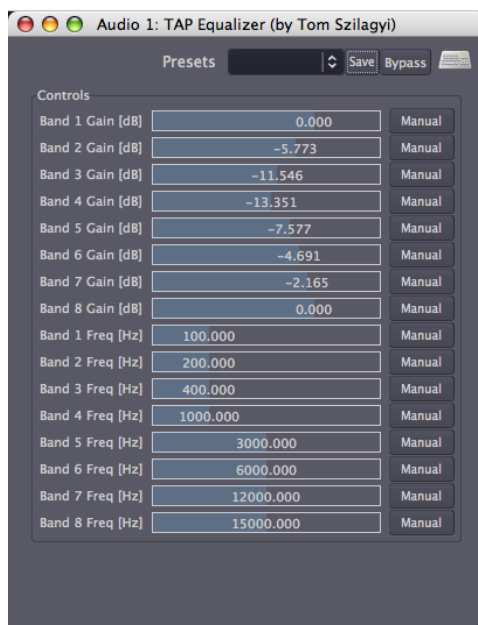 Audio 1: TAP Equalizer (by Tom Szilagyi)
Presets Save Bypass
Controls
Band 1 Gain [dB] 0.000 Manual
Band 2 Gain [dB] -5.773 Manual
Band 3 Gain [dB] -11.546 Manual
Band 4 Gain [dB] -13.351 Manual
Band 5 Gain [dB] -7.577 Manual
Band 6 Gain [dB] -4.691 Manual
Band 7 Gain [dB] -2.165 Manual
Band 8 Gain [dB] 0.000 Manual
Band 1 Freq [Hz] 100.000 Manual
Band 2 Freq [Hz] 200.000 Manual
Band 3 Freq [Hz] 400.000 Manual
Band 4 Freq [Hz] 1000.000 Manual
Band 5 Freq [Hz] 3000.000 Manual
Band 6 Freq [Hz] 6000.000 Manual
Band 7 Freq [Hz] 12000.000 Manual
Band 8 Freq [Hz] 15000.000 Manual